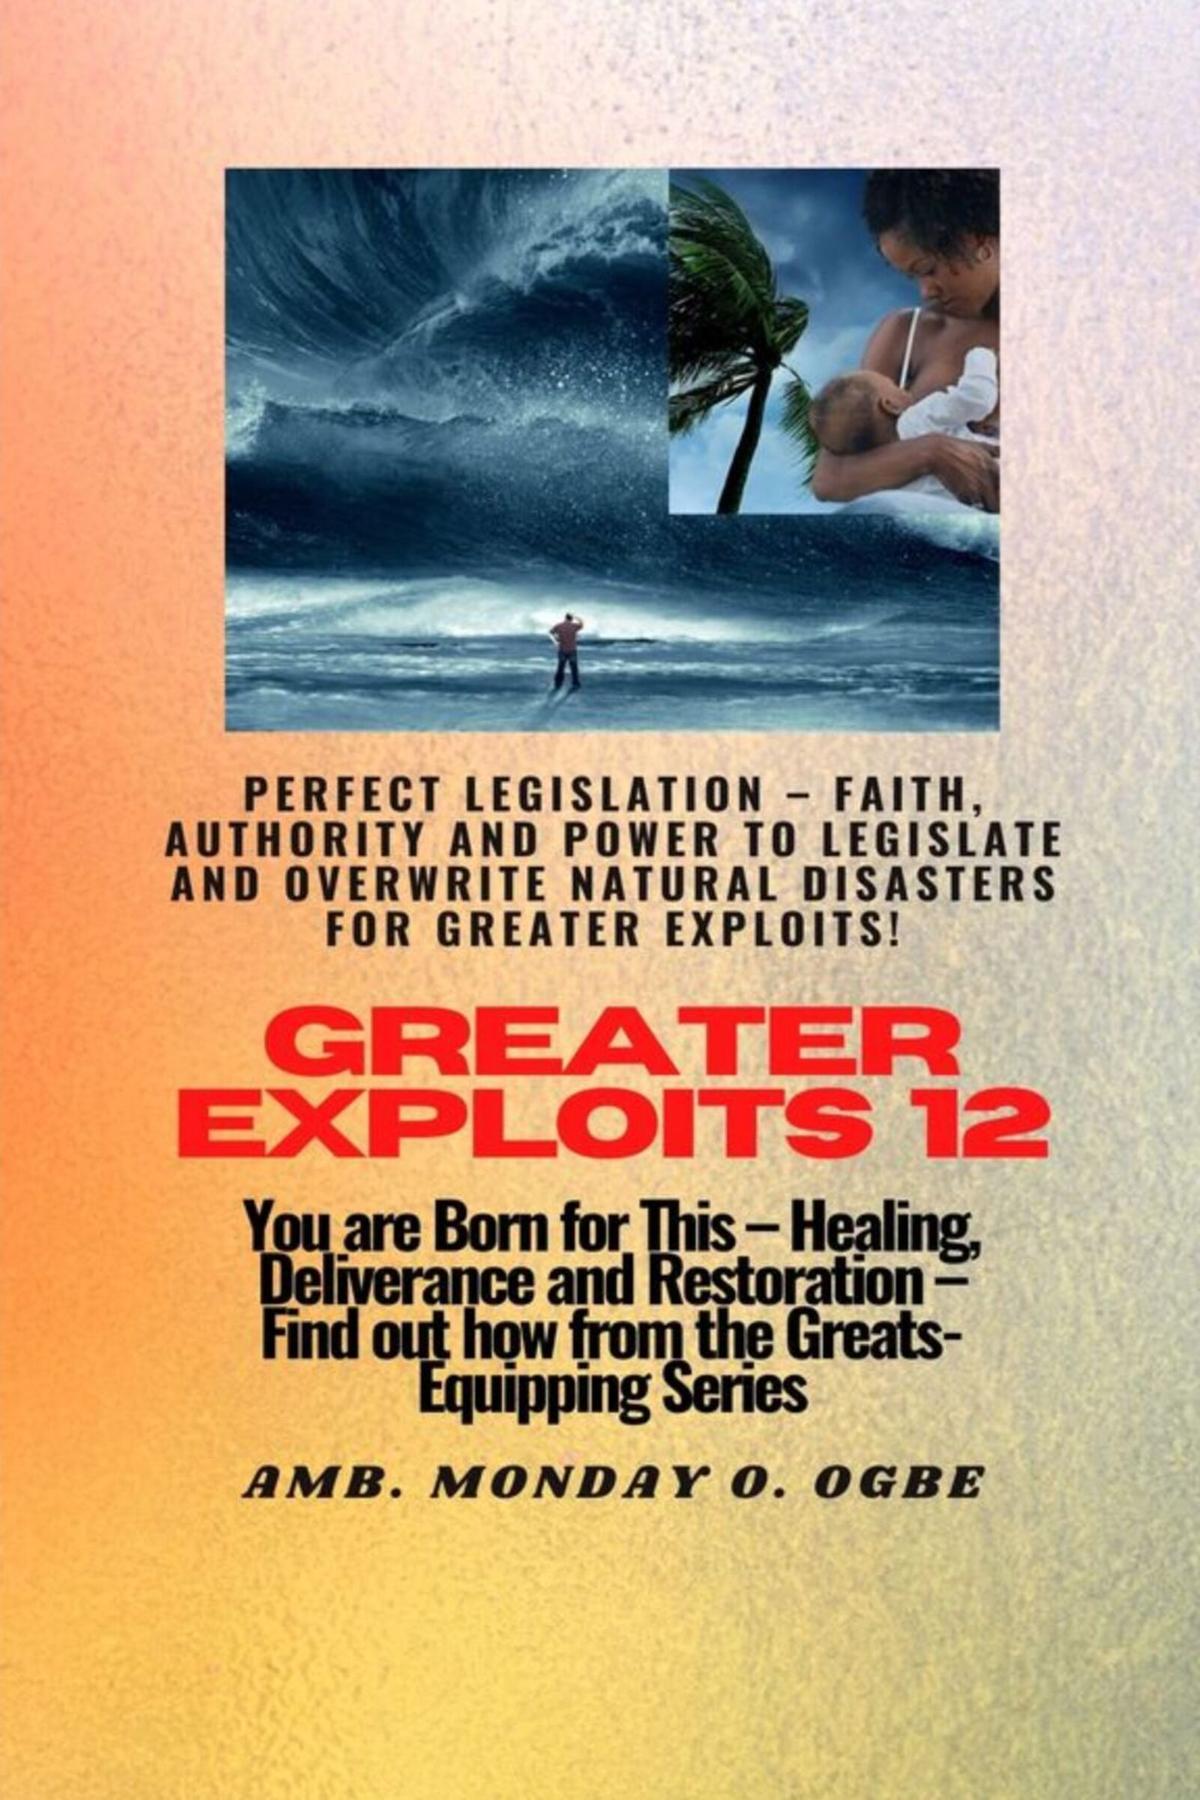 PERFECT LEGISLATION – FAITH,
AUTHORITY AND POWER TO LEGISLATE
AND OVERWRITE NATURAL DISASTERS
FOR GREATER EXPLOITS!
GREATER
EXPLOITS 12
You are Born for This – Healing,
Deliverance and Restoration –
Find out how from the Greats-
Equipping Series
AMB. MONDAY O. OGBE